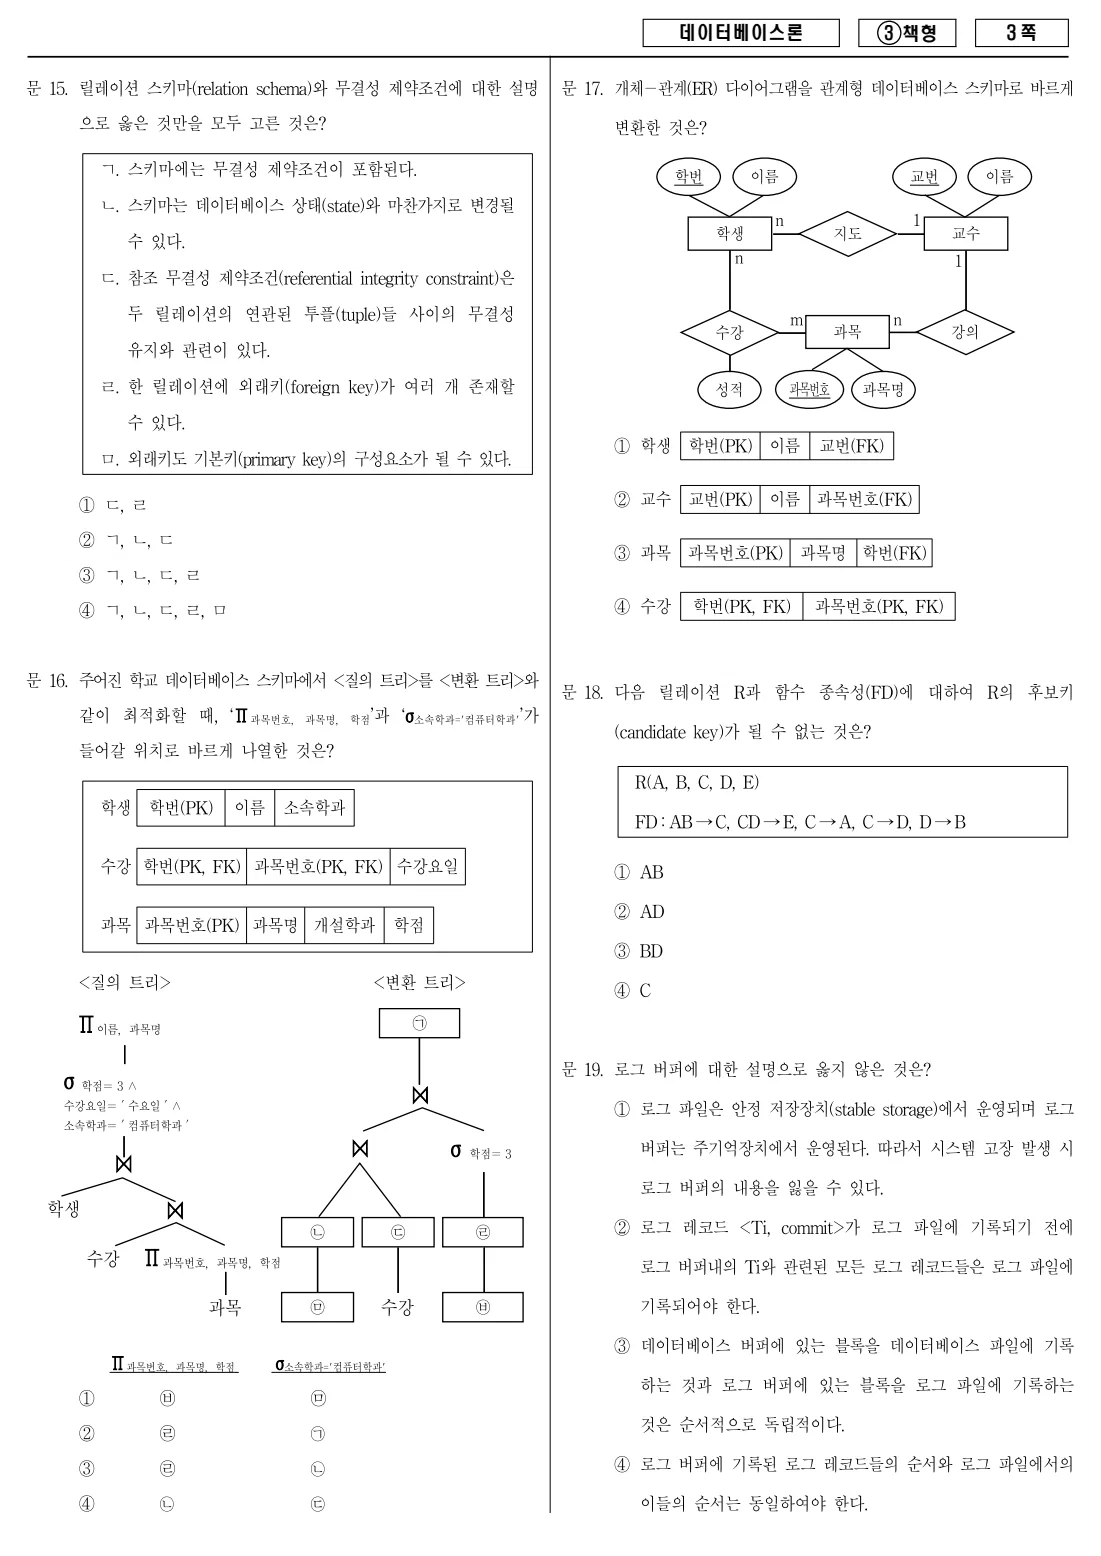 데이터베이스론 ③책형 3쪽
문 15. 릴레이션 스키마(relation schema)와 무결성 제약조건에 대한 설명
으로 옳은 것만을 모두 고른 것은?
ㄱ. 스키마에는 무결성 제약조건이 포함된다.
ㄴ. 스키마는 데이터베이스 상태(state)와 마찬가지로 변경될
수 있다.
ㄷ. 참조 무결성 제약조건(referential integrity constraint)은
두 릴레이션의 연관된 투플(tuple)들 사이의 무결성
유지와 관련이 있다.
ㄹ. 한 릴레이션에 외래키(foreign key)가 여러 개 존재할
수 있다.
ㅁ. 외래키도 기본키(primary key)의 구성요소가 될 수 있다.
① ㄷ, ㄹ
② ㄱ, ㄴ, ㄷ
③ ㄱ, ㄴ, ㄷ, ㄹ
④ ㄱ, ㄴ, ㄷ, ㄹ, ㅁ
문 16. 주어진 학교 데이터베이스 스키마에서 <질의 트리>를 <변환 트리>와
같이 최적화할 때, ‘Π과목번호, 과목명, 학점’과 ‘σ소속학과=′컴퓨터학과′’가
들어갈 위치로 바르게 나열한 것은?
학생 학번(PK) 이름 소속학과
수강 학번(PK, FK) 과목번호(PK, FK) 수강요일
과목 과목번호(PK) 과목명 개설학과 학점
<질의 트리> <변환 트리>
Π 이름, 과목명
σ 학점= 3 ∧
수강요일= ′ 수요일 ′ ∧
소속학과= ′ 컴퓨터학과 ′
⋈
학생
⋈
수강 Π 과목번호, 과목명, 학점
과목
㉠
⋈
⋈ σ 학점= 3
㉡ ㉢ ㉣
㉤ 수강 ㉥
Π 과목번호, 과목명, 학점 σ소속학과=′컴퓨터학과′
① ㉥ ㉤
② ㉣ ㉠
③ ㉣ ㉡
④ ㉡ ㉢
문 17. 개체－관계(ER) 다이어그램을 관계형 데이터베이스 스키마로 바르게
변환한 것은?
학번 이름 교번 이름
학생 n 지도 1 교수
n 1
수강 m 과목 n 강의
성적 과목번호 과목명
① 학생 학번(PK) 이름 교번(FK)
② 교수 교번(PK) 이름 과목번호(FK)
③ 과목 과목번호(PK) 과목명 학번(FK)
④ 수강 학번(PK, FK) 과목번호(PK, FK)
문 18. 다음 릴레이션 R과 함수 종속성(FD)에 대하여 R의 후보키
(candidate key)가 될 수 없는 것은?
R(A, B, C, D, E)
FD : AB→C, CD→E, C→A, C→D, D→B
① AB
② AD
③ BD
④ C
문 19. 로그 버퍼에 대한 설명으로 옳지 않은 것은?
① 로그 파일은 안정 저장장치(stable storage)에서 운영되며 로그
버퍼는 주기억장치에서 운영된다. 따라서 시스템 고장 발생 시
로그 버퍼의 내용을 잃을 수 있다.
② 로그 레코드 <Ti, commit>가 로그 파일에 기록되기 전에
로그 버퍼내의 Ti와 관련된 모든 로그 레코드들은 로그 파일에
기록되어야 한다.
③ 데이터베이스 버퍼에 있는 블록을 데이터베이스 파일에 기록
하는 것과 로그 버퍼에 있는 블록을 로그 파일에 기록하는
것은 순서적으로 독립적이다.
④ 로그 버퍼에 기록된 로그 레코드들의 순서와 로그 파일에서의
이들의 순서는 동일하여야 한다.